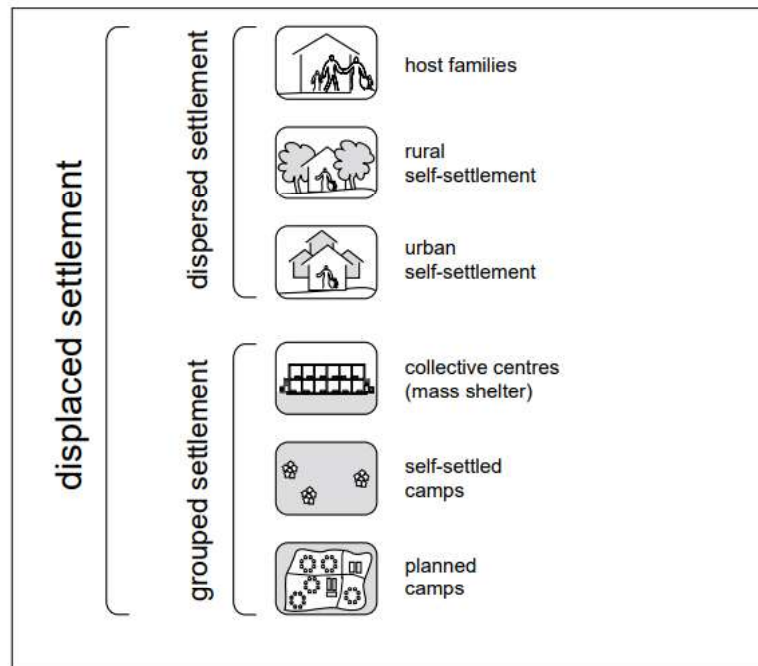 displaced settlement
dispersed settlement
host families
rural
self-settlement
urban
self-settlement
grouped settlement
collective centres
(mass shelter)
self-settled
camps
planned
camps